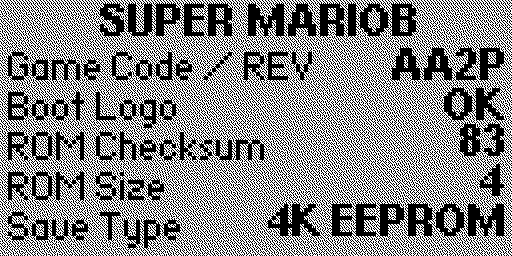 SUPER MARIOB
Game Code / REV AA2P
Boot Logo OK
ROM Checksum 83
ROM Size 4
Save Type 4K EEPROM